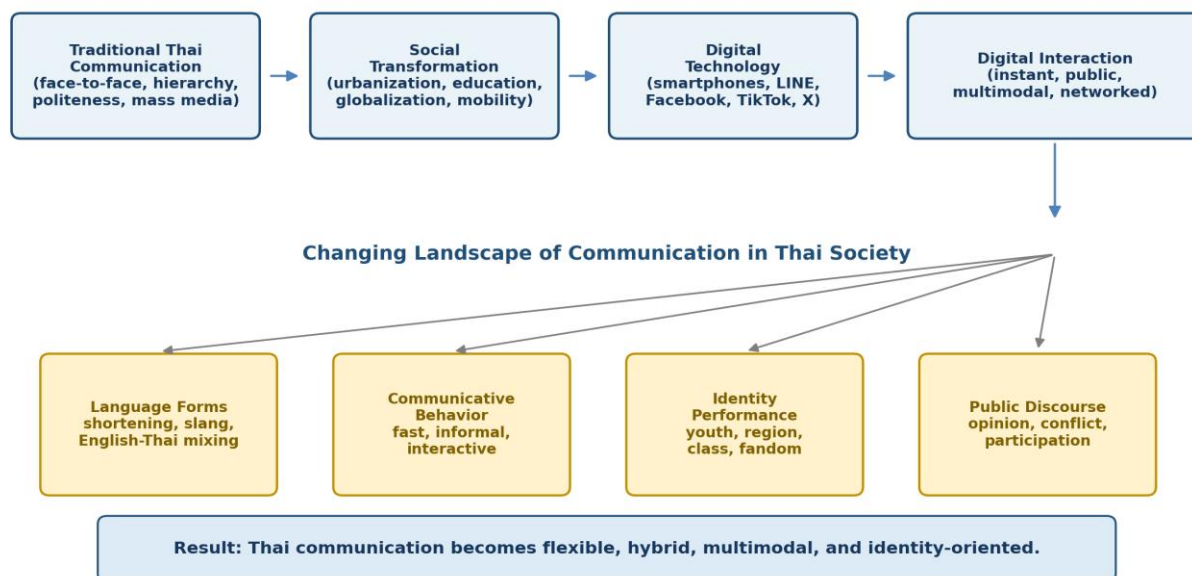 Traditional Thai
Communication
(face-to-face, hierarchy,
politeness, mass media)
Social
Transformation
(urbanization, education,
globalization, mobility)
Digital
Technology
(smartphones, LINE,
Facebook, TikTok, X)
Digital Interaction
(instant, public,
multimodal, networked)
Changing Landscape of Communication in Thai Society
Language Forms
shortening, slang,
English-Thai mixing
Communicative
Behavior
fast, informal,
interactive
Identity
Performance
youth, region,
class, fandom
Public Discourse
opinion, conflict,
participation
Result: Thai communication becomes flexible, hybrid, multimodal, and identity-oriented.